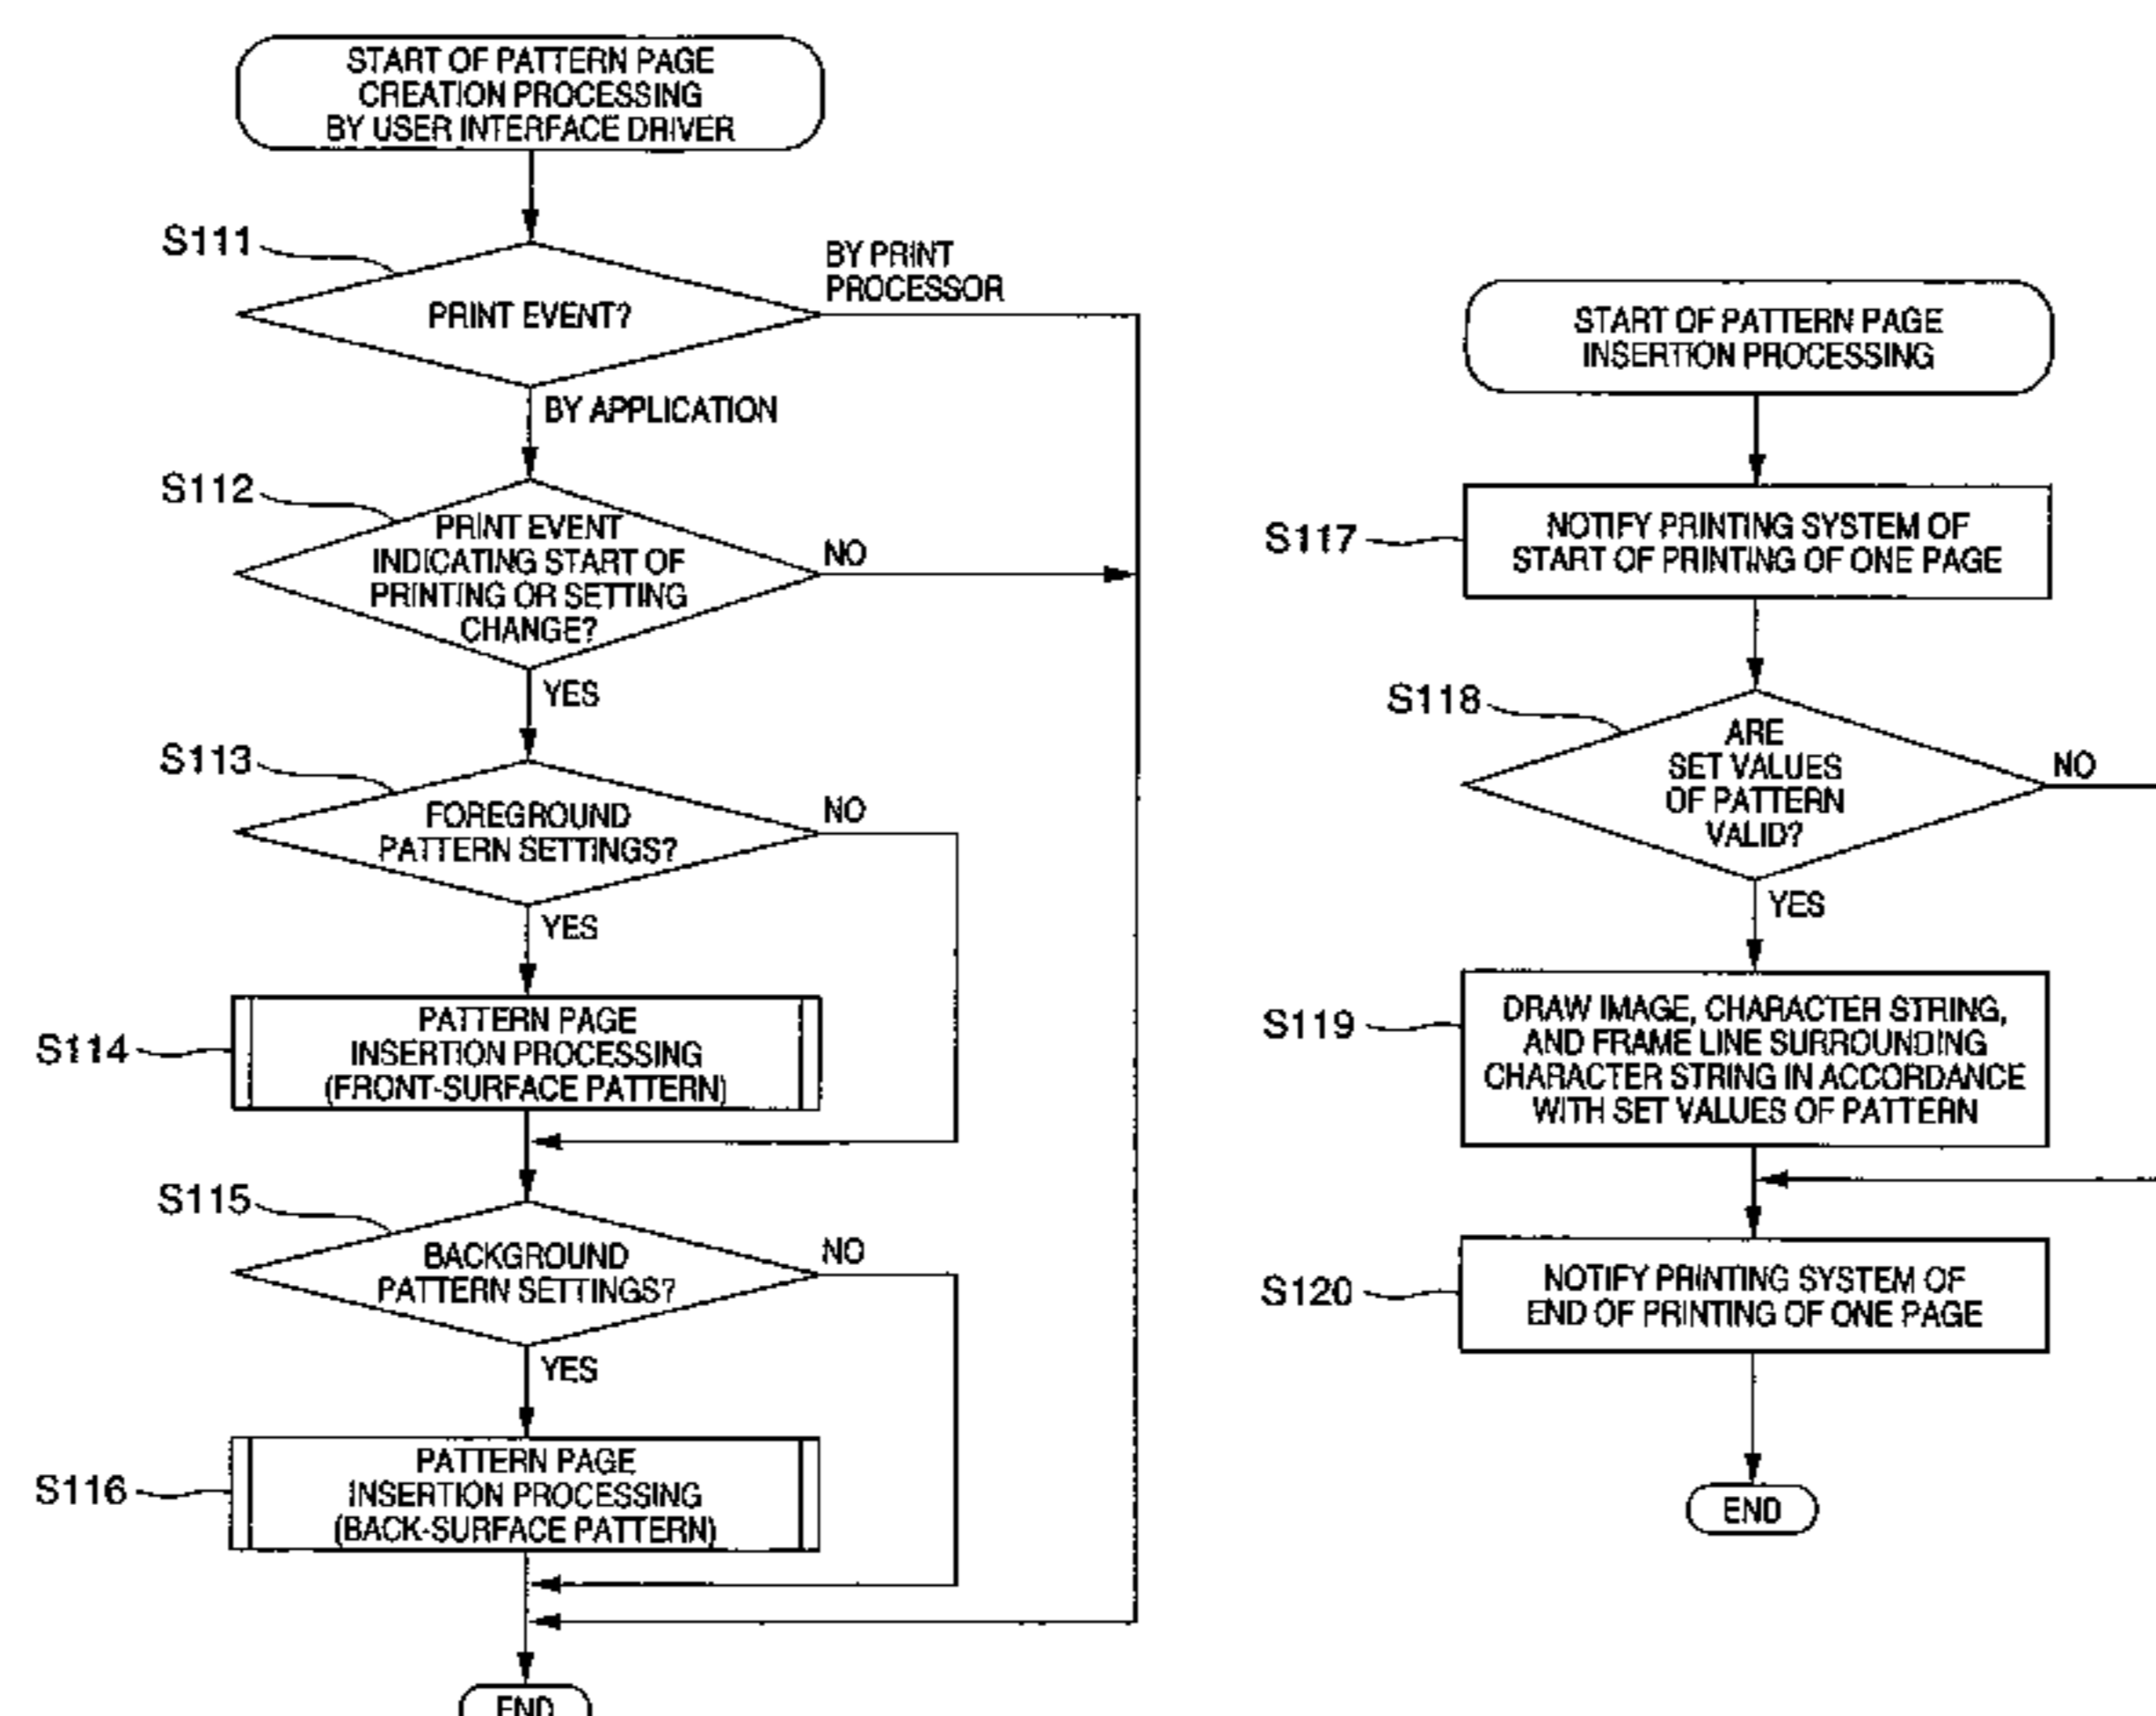 START OF PATTERN PAGE
CREATION PROCESSING
BY USER INTERFACE DRIVER
S111
PRINT EVENT?
BY PRINT
PROCESSOR
BY APPLICATION
S112
PRINT EVENT
INDICATING START OF
PRINTING OR SETTING
CHANGE?
NO
YES
S113
FOREGROUND
PATTERN SETTINGS?
NO
YES
S114
PATTERN PAGE
INSERTION PROCESSING
(FRONT-SURFACE PATTERN)
S115
BACKGROUND
PATTERN SETTINGS?
NO
YES
S116
PATTERN PAGE
INSERTION PROCESSING
(BACK-SURFACE PATTERN)
END
START OF PATTERN PAGE
INSERTION PROCESSING
S117
NOTIFY PRINTING SYSTEM OF
START OF PRINTING OF ONE PAGE
S118
ARE
SET VALUES
OF PATTERN
VALID?
NO
YES
S119
DRAW IMAGE, CHARACTER STRING,
AND FRAME LINE SURROUNDING
CHARACTER STRING IN ACCORDANCE
WITH SET VALUES OF PATTERN
S120
NOTIFY PRINTING SYSTEM OF
END OF PRINTING OF ONE PAGE
END